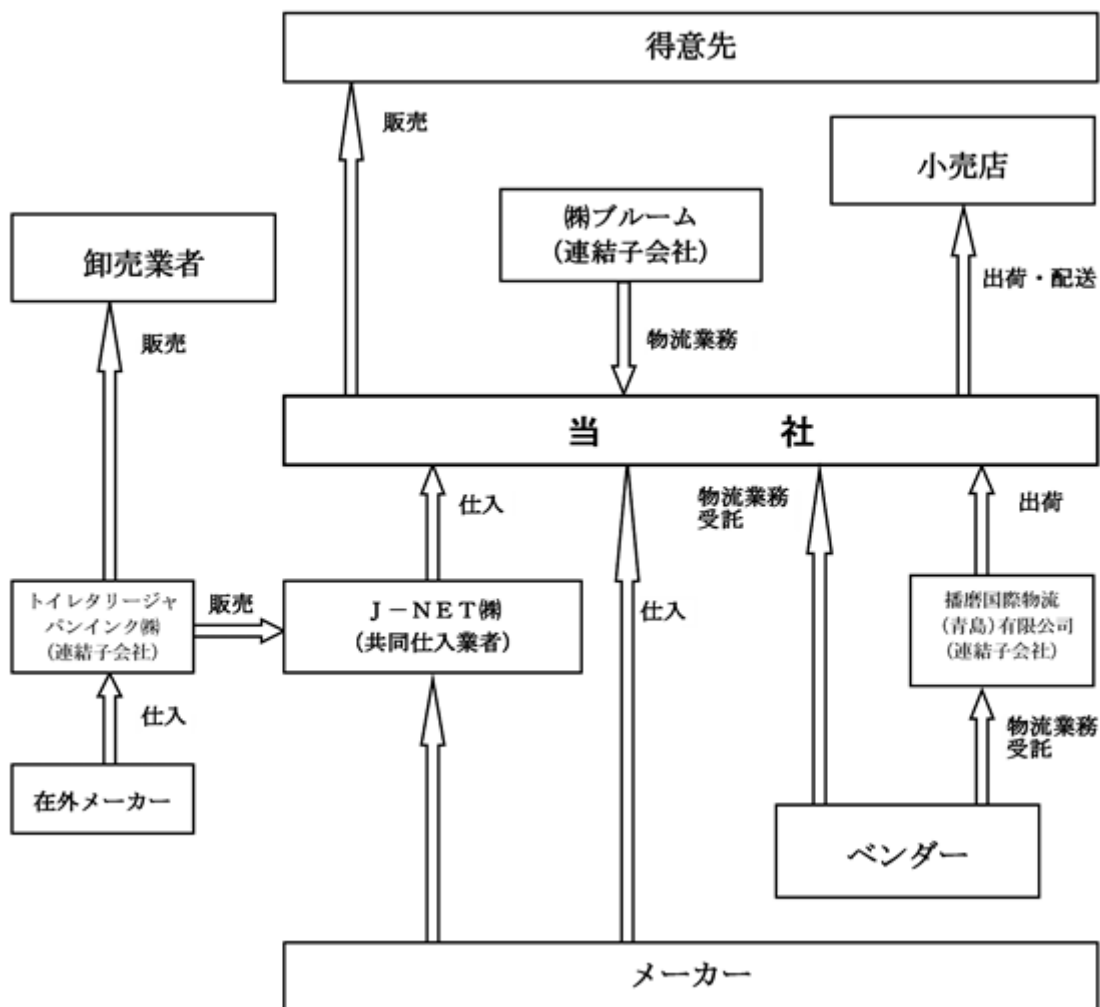 得意先
販売
小売店
㈱ブルーム
(連結子会社)
卸売業者
出荷・配送
販売
物流業務
当 社
仕入
物流業務
受託
出荷
トイレタリージャ
パンインク㈱
(連結子会社)
販売
J－NET㈱
(共同仕入業者)
仕入
播磨国際物流
(青島)有限公司
(連結子会社)
仕入
物流業務
受託
在外メーカー
ベンダー
メーカー